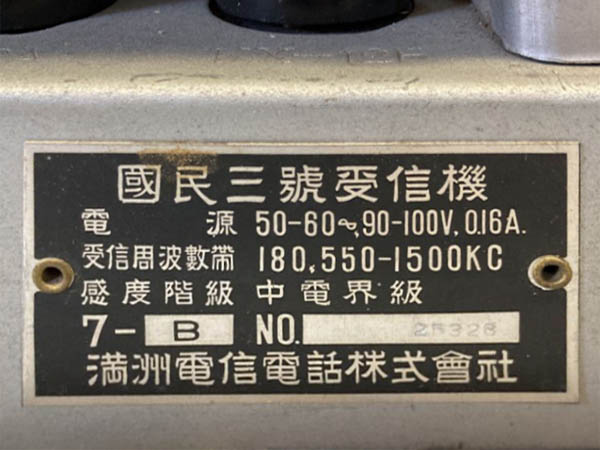 國民三號受信機
電源 50-60∾,90-100V, 0.16A.
受信周波數帶 180,550-1500KC
感度階級 中電界級
7-B NO. 25328
満洲電信電話株式會社